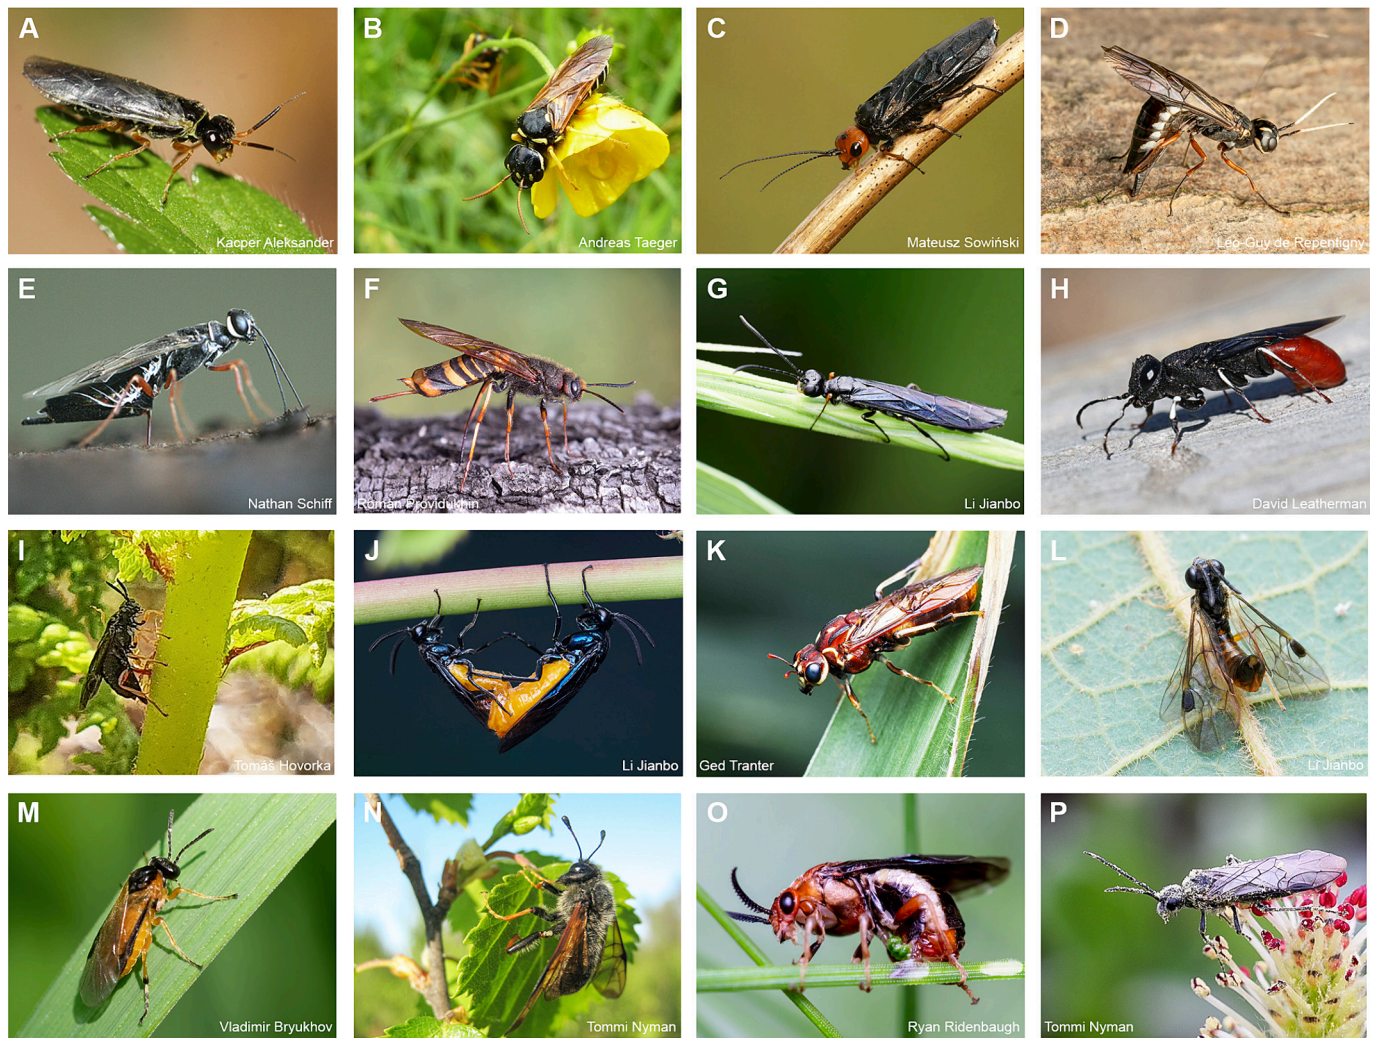 A
Kacper Aleksander
B
Andreas Taeger
C
Mateusz Sowiński
D
Léo-Guy de Repentigny
E
Nathan Schiff
F
Roman Providukhin
G
Li Jianbo
H
David Leatherman
I
Tomáš Hovorka
J
Li Jianbo
K
Ged Tranter
L
Li Jianbo
M
Vladimir Bryukhov
N
Tommi Nyman
O
Ryan Ridenbaugh
P
Tommi Nyman